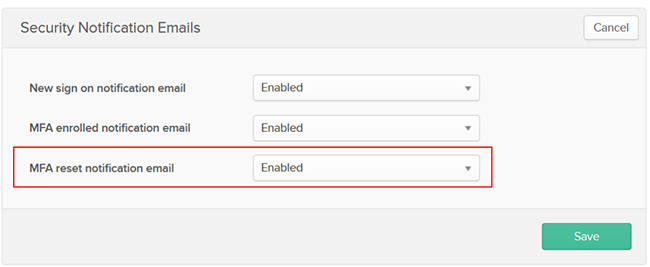 Security Notification Emails
Cancel
New sign on notification email
Enabled
MFA enrolled notification email
Enabled
MFA reset notification email
Enabled
Save